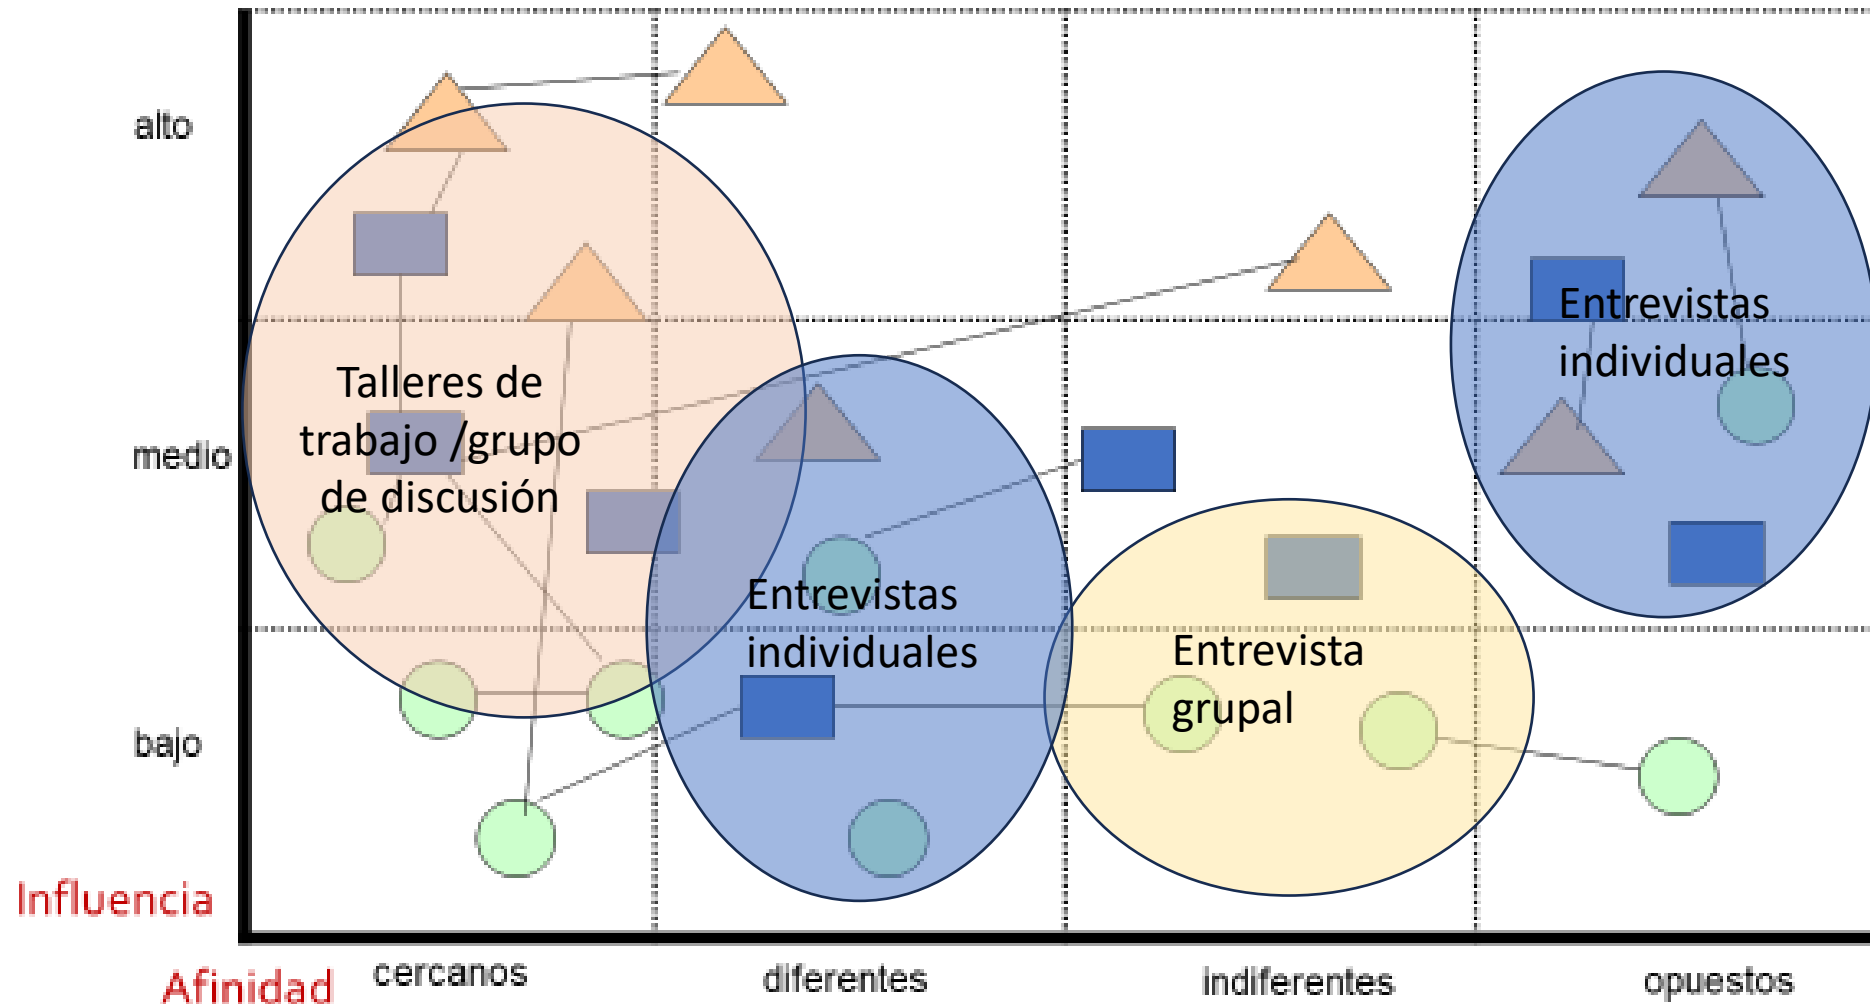 alto
medio
bajo
Influencia
Afinidad
cercanos
diferentes
indiferentes
opuestos
Talleres de
trabajo /grupo
de discusión
Entrevistas
individuales
Entrevista
grupal
Entrevistas
individuales